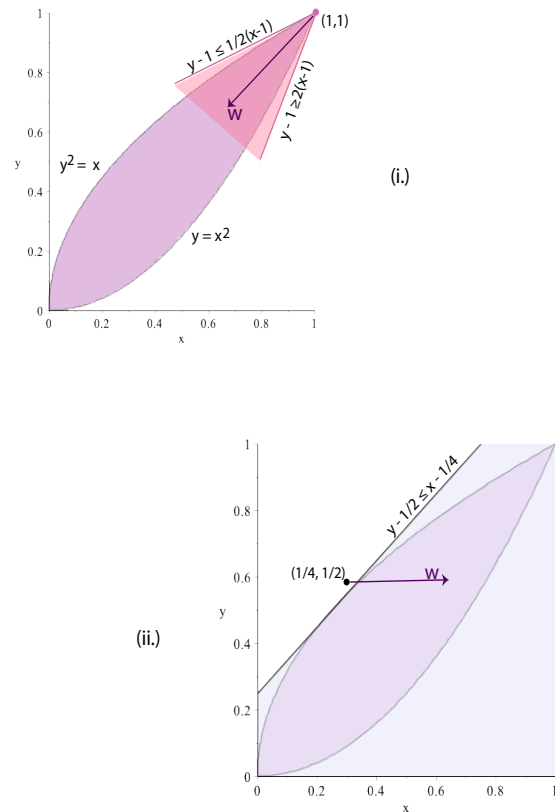 (1,1)
1
y - 1 ≤ 1/2(x-1)
0.8
W
y - 1 ≥2(x-1)
0.6
y
y² = x
(i.)
0.4
y = x²
0.2
0
0 0.2 0.4 0.6 0.8 1
x
1
y - 1/2 ≤ x - 1/4
0.8
(1/4, 1/2)
W
0.6
y
(ii.)
0.4
0.2
0
0 0.2 0.4 0.6 0.8
x